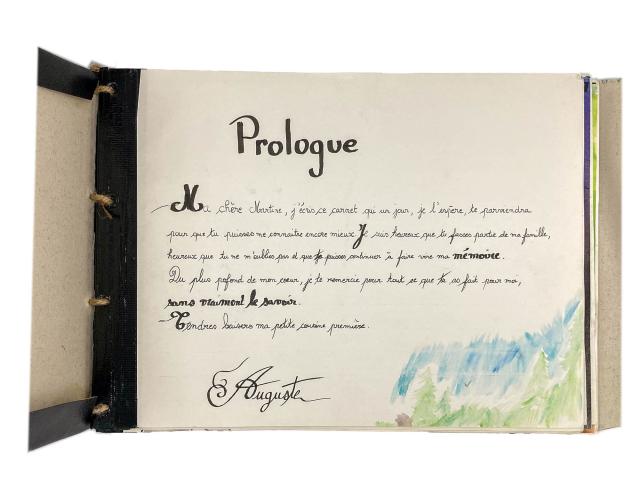 Prologue
Ma chère Martine, j'écris ce carnet qui un jour, je l'espère, te parviendra
pour que tu puisses me connaitre encore mieux Je suis heureux que tu fasses partie de ma famille,
heureux que tu ne m'oublies pas et que tu puisses continuer à faire vivre ma mémoire.
Du plus pofond de mon coeur, je te remercie pour tout ce que tu as fait pour moi,
sans vraiment le savoir.
Tendres baisers ma petite cousine première.
Auguste